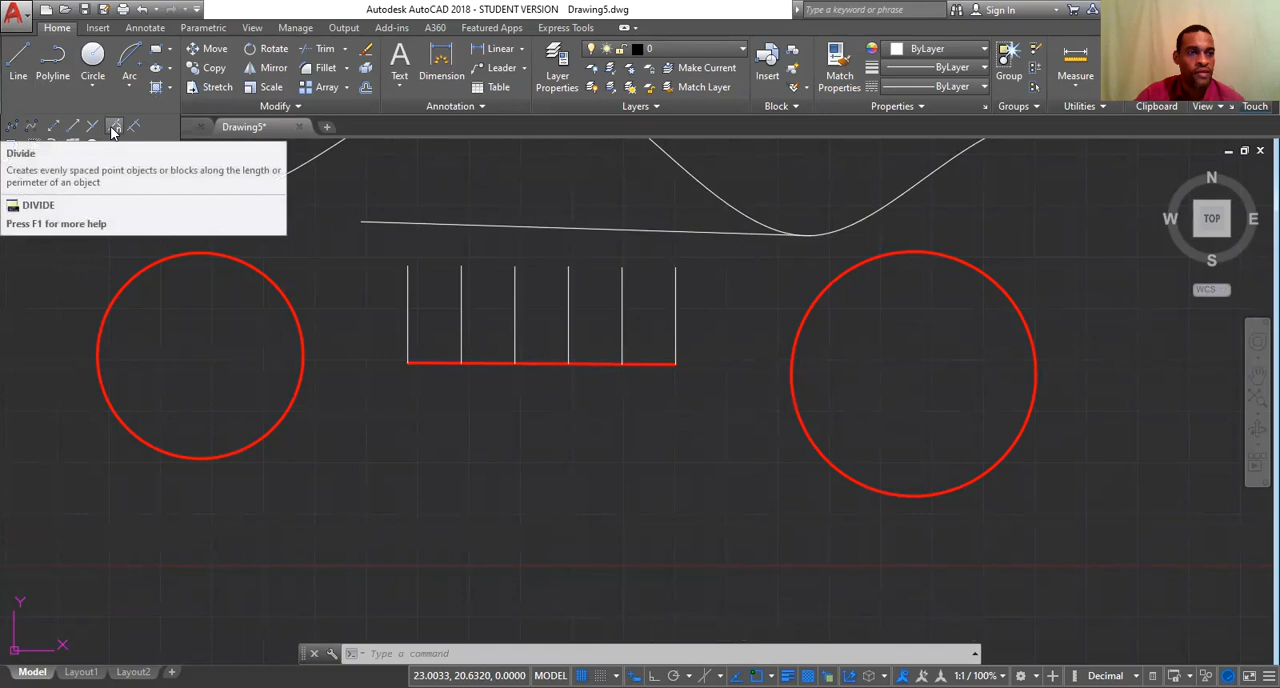 Autodesk AutoCAD 2018 - STUDENT VERSION Drawing5.dwg
Type a keyword or phrase
Sign In
Home Insert Annotate Parametric View Manage Output Add-ins A360 Featured Apps Express Tools
Line Polyline Circle Arc
Move Rotate Trim
Copy Mirror Fillet
Stretch Scale Array
Modify
Text Dimension
Linear
Leader
Table
Annotation
Layer Properties
0
Make Current
Match Layer
Layers
Insert
Block
Match Properties
ByLayer
ByLayer
ByLayer
Properties
Group
Groups
Measure
Utilities
Clipboard
View
Touch
Drawing5*
Divide
Creates evenly spaced point objects or blocks along the length or
perimeter of an object
DIVIDE
Press F1 for more help
N
W TOP E
S
WCS
Y
X
Type a command
Model Layout1 Layout2
23.0033, 20.6320, 0.0000 MODEL
1:1 / 100%
Decimal